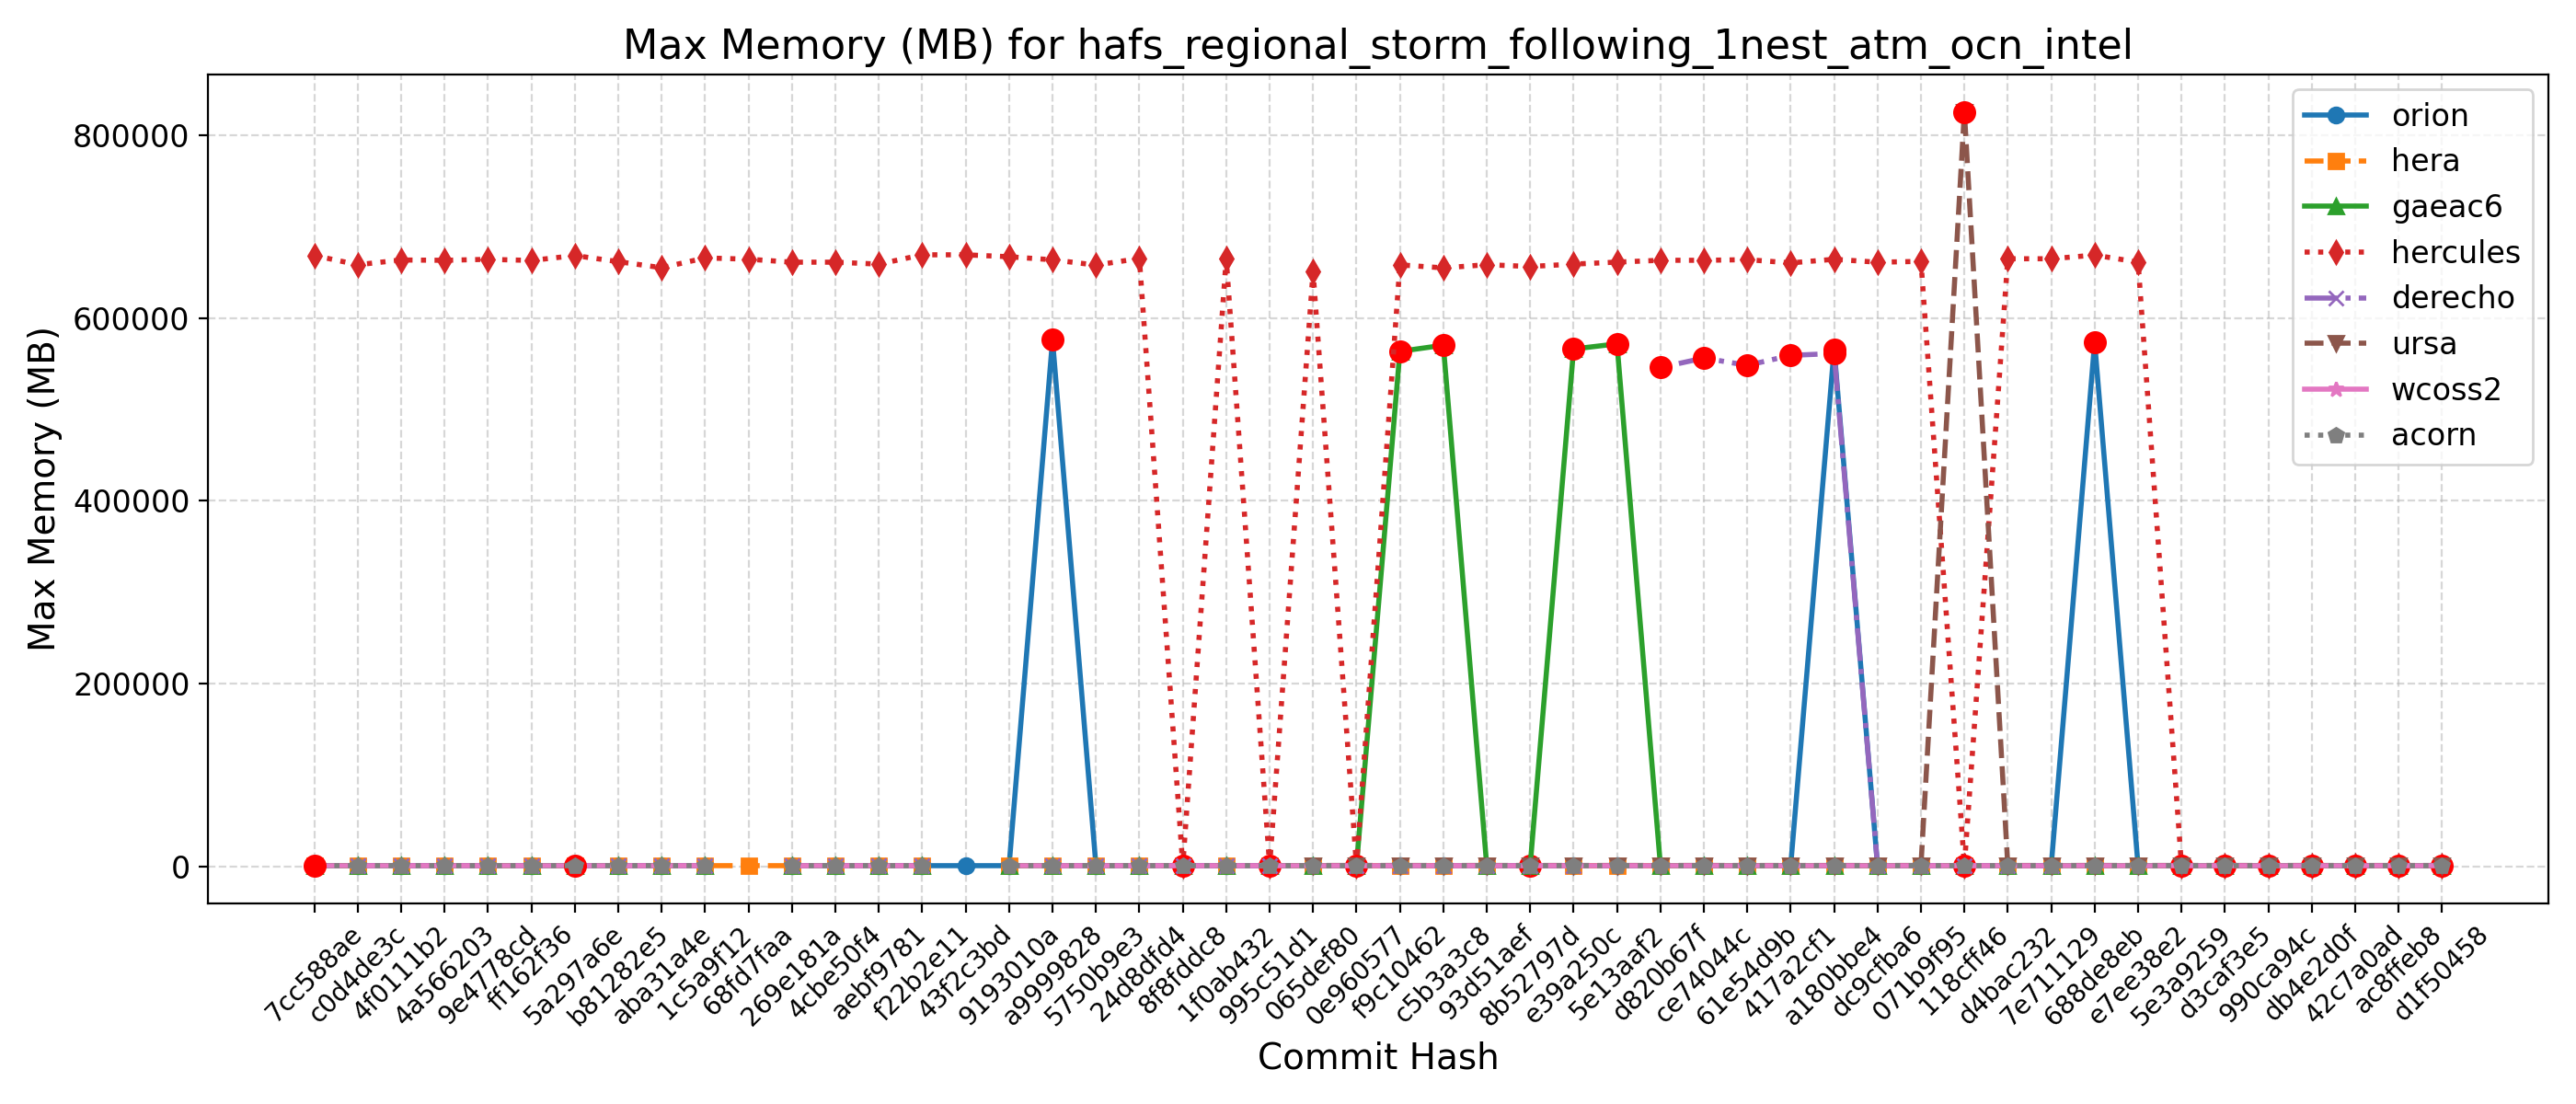 Max Memory (MB) for hafs_regional_storm_following_1nest_atm_ocn_intel
Max Memory (MB)
800000
600000
400000
200000
0
orion
hera
gaeac6
hercules
derecho
ursa
wcoss2
acorn
7cc588ae
c0d4de3c
4f0111b2
4a566203
9e4778cd
ff162f36
5a297a6e
b81282e5
aba31a4e
1c5a9f12
68fd7faa
269e181a
4cbe50f4
aebf9781
f22b2e11
43f2c3bd
9193010a
a9999828
5750b9e3
24d8dfd4
8f8fddc8
1f0ab432
995c51d1
065def80
0e960577
f9c10462
c5b3a3c8
93d51aef
8b52797d
e39a250c
5e13aaf2
d820b67f
ce74044c
61e54d9b
417a2cf1
a180bbe4
dc9cfba6
071b9f95
118cff46
d4bac232
7e711129
688de8eb
e7ee38e2
5e3a9259
d3caf3e5
990ca94c
db4e2d0f
42c7a0ad
ac8ffeb8
d1f50458
Commit Hash